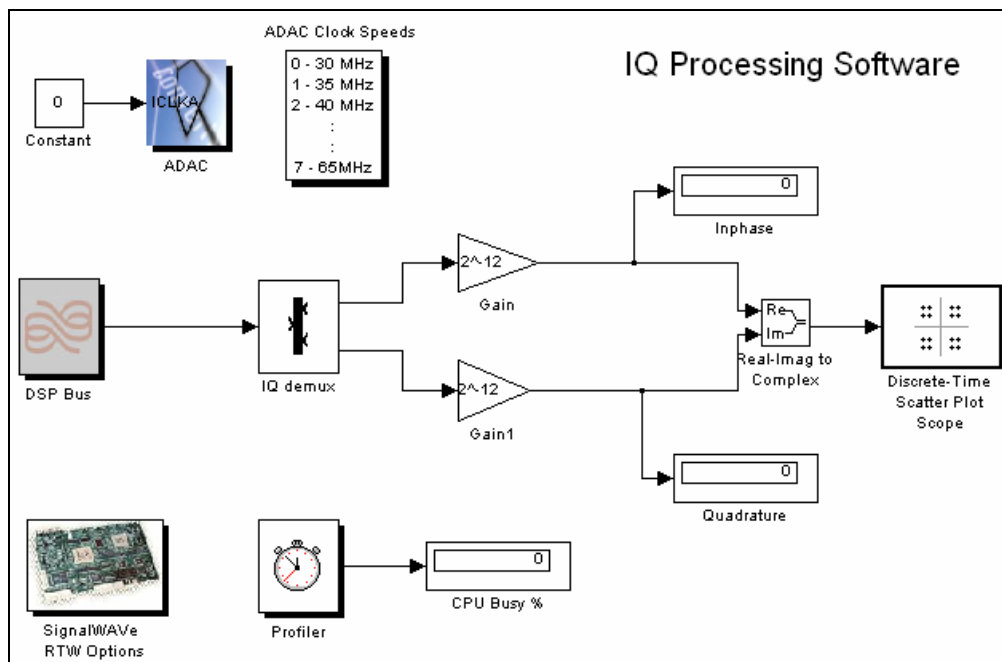 ADAC Clock Speeds
IQ Processing Software
0 - 30 MHz
1 - 35 MHz
2 - 40 MHz
:
:
7 - 65MHz
0
Constant
ICLKA
ADAC
0
Inphase
2^-12
Gain
DSP Bus
IQ demux
2^-12
Gain1
Re
Im
Real-Imag to
Complex
Discrete-Time
Scatter Plot
Scope
0
Quadrature
SignalWAVe
RTW Options
Profiler
0
CPU Busy %